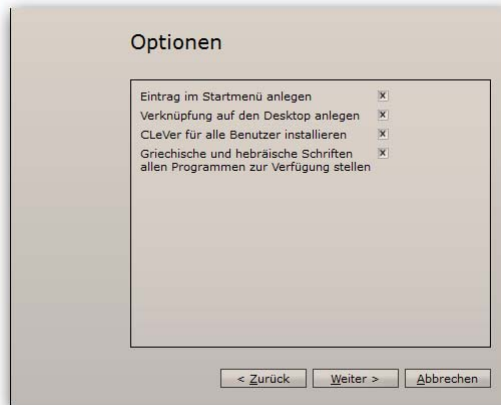 Optionen
Eintrag im Startmenü anlegen
Verknüpfung auf den Desktop anlegen
CLeVer für alle Benutzer installieren
Griechische und hebräische Schriften
allen Programmen zur Verfügung stellen
< Zurück Weiter > Abbrechen